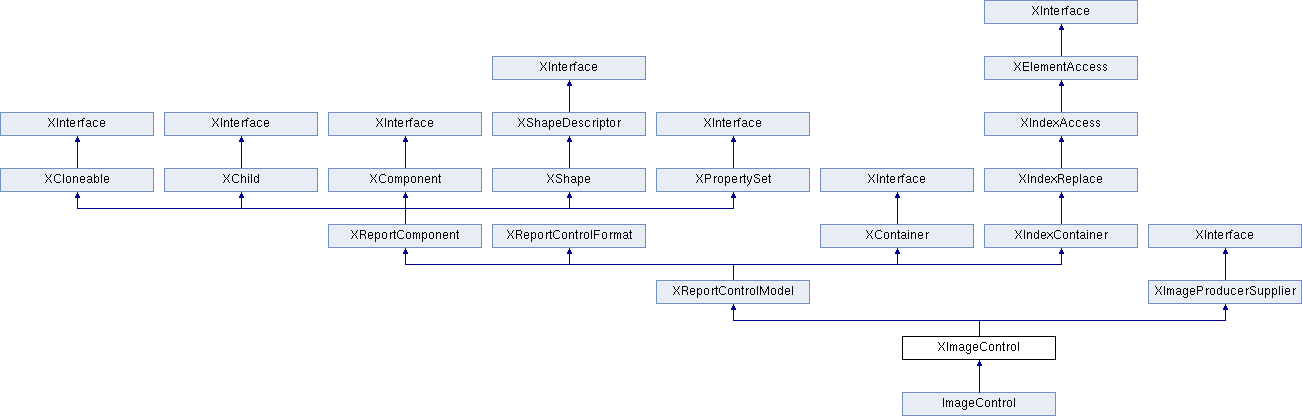 XInterface
XInterface
XElementAccess
XInterface
XInterface
XInterface
XShapeDescriptor
XInterface
XIndexAccess
XCloneable
XChild
XComponent
XShape
XPropertySet
XInterface
XIndexReplace
XReportComponent
XReportControlFormat
XContainer
XIndexContainer
XInterface
XReportControlModel
XImageProducerSupplier
XImageControl
ImageControl